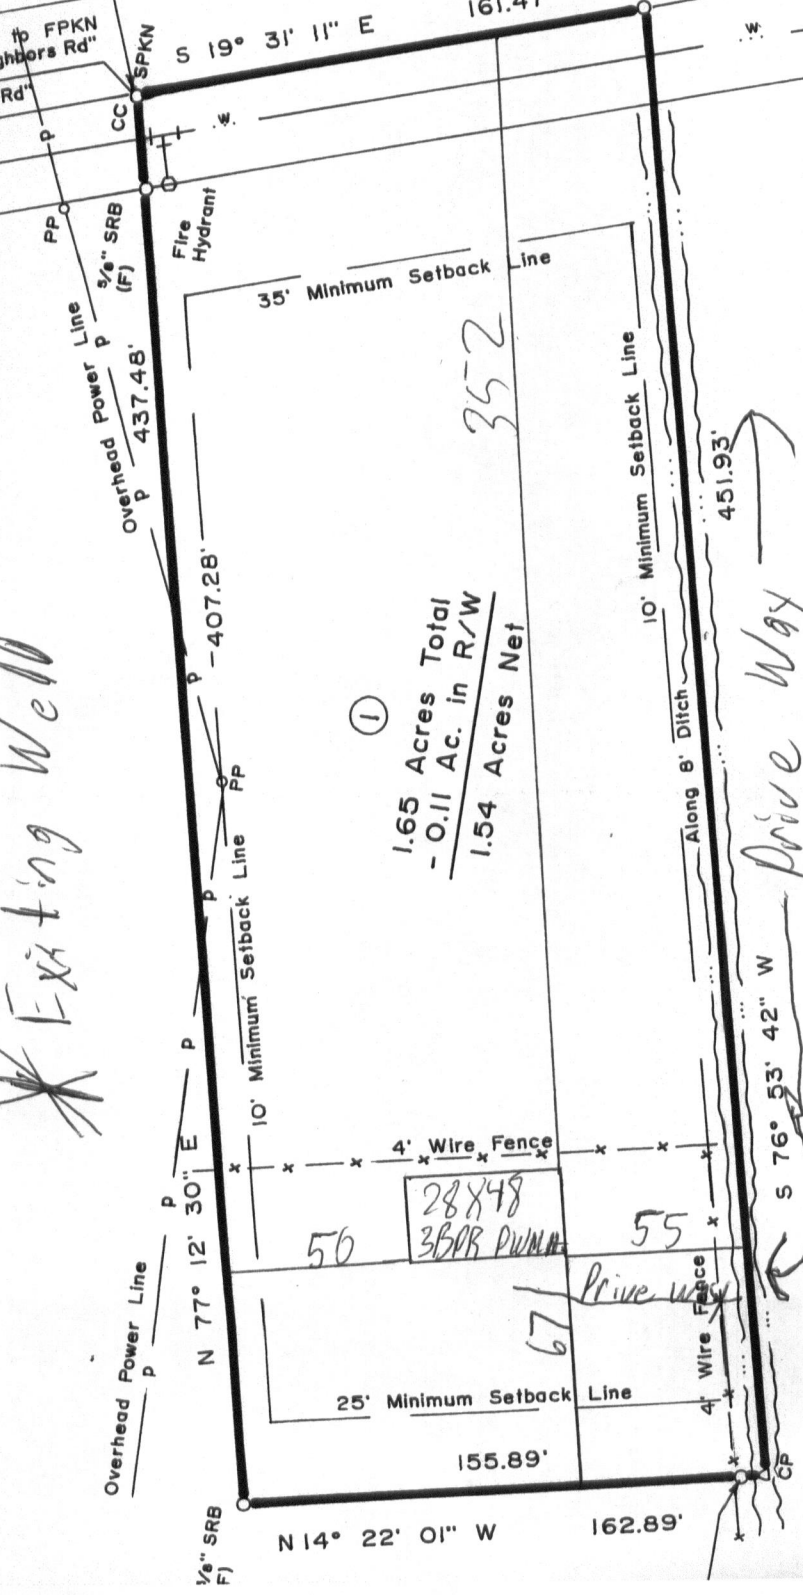 to FPKN
ghbors Rd"
Rd"
SPKN
S 19° 31' 11" E
161.4
.W.
CC
.W.
P
PP
5/8" SRB
(F)
Fire
Hydrant
35' Minimum Setback Line
352
Overhead Power Line
P
P
437.48'
-407.28'
10' Minimum Setback Line
451.93'
1
1.65 Acres Total
- 0.11 Ac. in R/W
1.54 Acres Net
P
PP
P
Along 8' Ditch
Drive Way
* Existing Well
10' Minimum Setback Line
P
4' Wire Fence
28X48
50
55
N 77° 12' 30" E
S 76° 53' 42" W
P
Overhead Power Line
P
67
Drive Way
4' Wire Fence
25' Minimum Setback Line
155.89'
N 14° 22' 01" W
162.89'
CP
5/8" SRB
F)